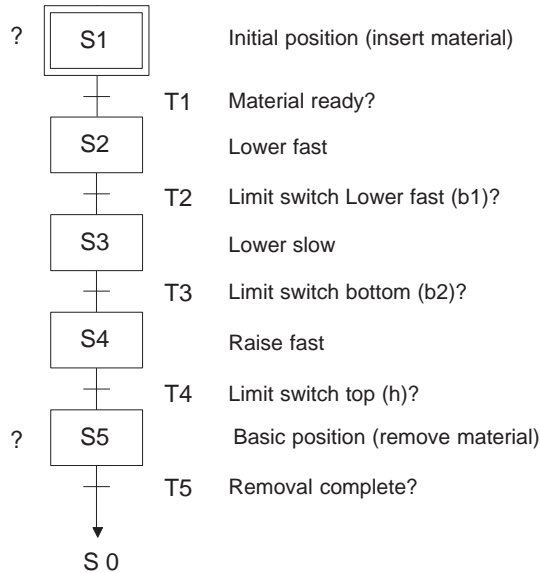 ? S1 Initial position (insert material)
T1 Material ready?
S2 Lower fast
T2 Limit switch Lower fast (b1)?
S3 Lower slow
T3 Limit switch bottom (b2)?
S4 Raise fast
T4 Limit switch top (h)?
? S5 Basic position (remove material)
T5 Removal complete?
S 0